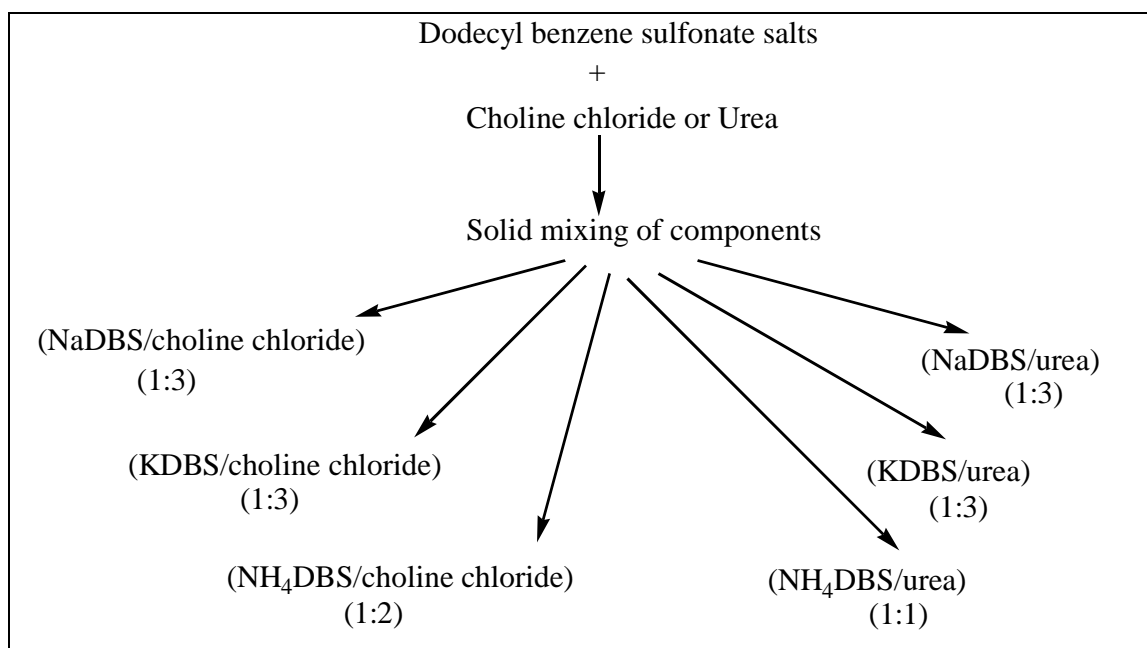 Dodecyl benzene sulfonate salts
+
Choline chloride or Urea
Solid mixing of components
(NaDBS/choline chloride)
(1:3)
(NaDBS/urea)
(1:3)
(KDBS/choline chloride)
(1:3)
(KDBS/urea)
(1:3)
(NH₄DBS/choline chloride)
(1:2)
(NH₄DBS/urea)
(1:1)